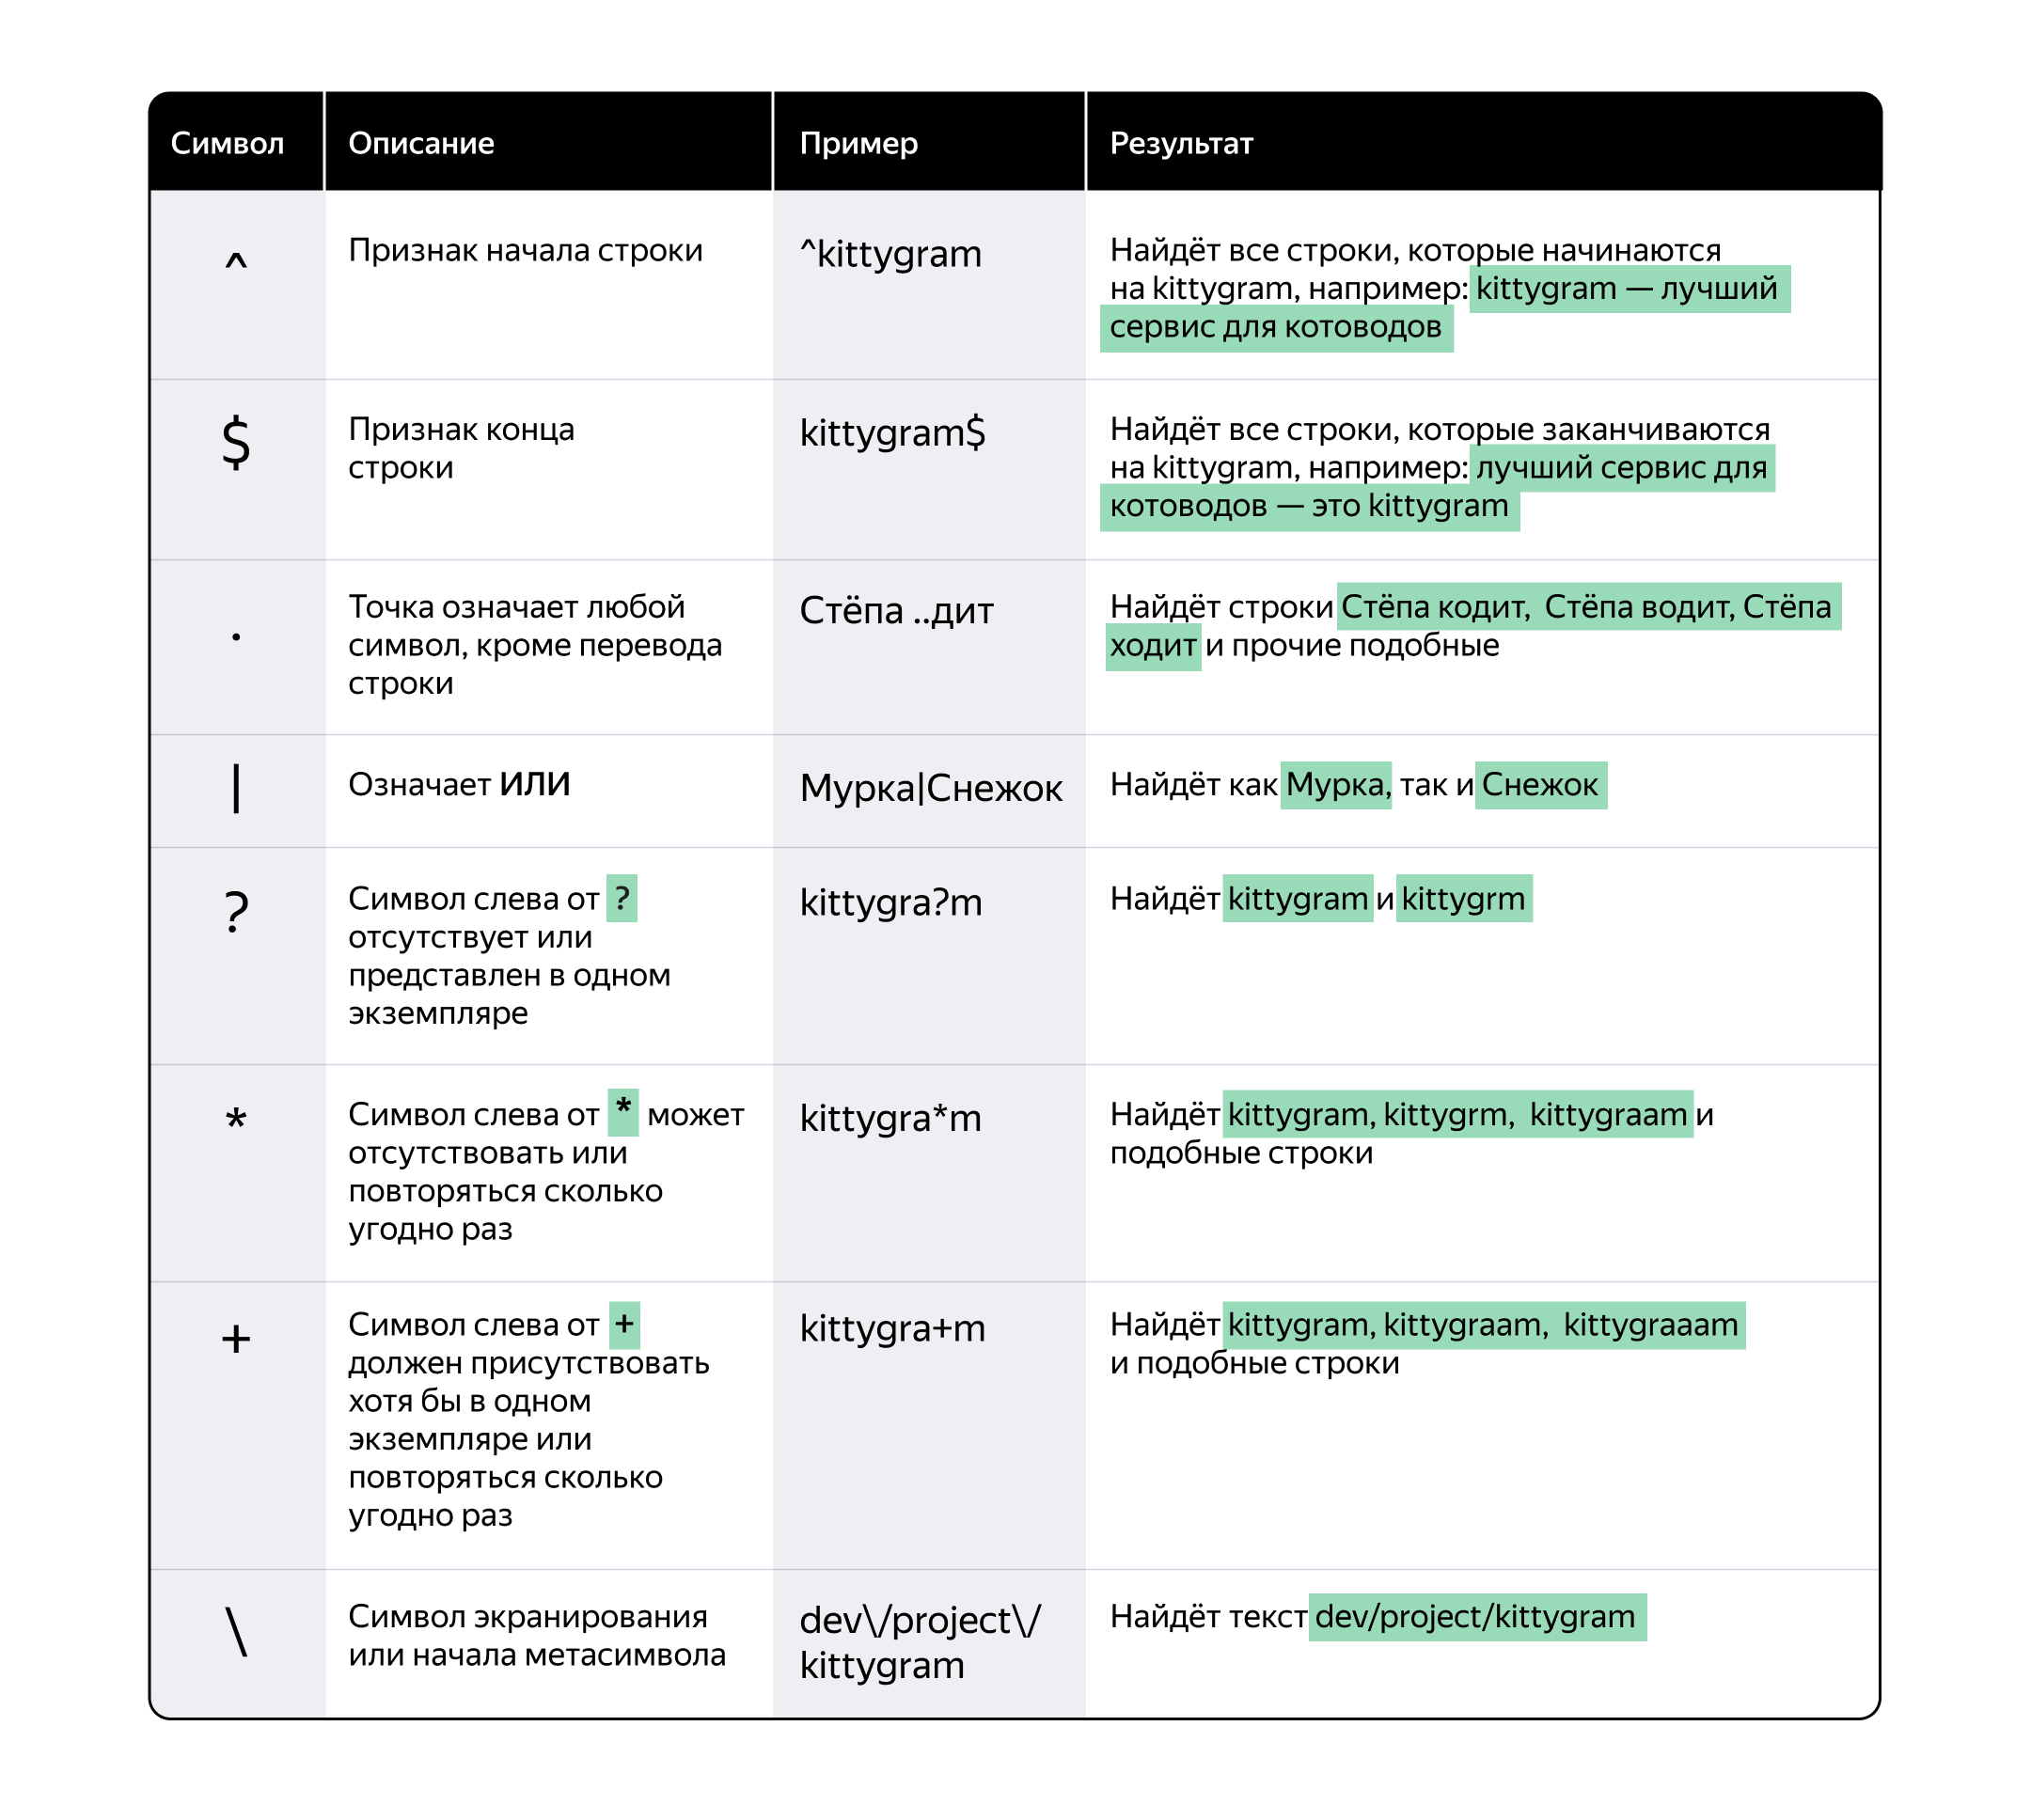 Символ Описание Пример Результат
^ Признак начала строки ^kittygram Найдёт все строки, которые начинаются
на kittygram, например: kittygram — лучший
сервис для котоводов
$ Признак конца kittygram$ Найдёт все строки, которые заканчиваются
строки на kittygram, например: лучший сервис для
котоводов — это kittygram
. Точка означает любой Стёпа ..дит Найдёт строки Стёпа кодит, Стёпа водит, Стёпа
символ, кроме перевода ходит и прочие подобные
строки
| Означает ИЛИ Мурка|Снежок Найдёт как Мурка, так и Снежок
? Символ слева от ? kittygra?m Найдёт kittygram и kittygrm
отсутствует или
представлен в одном
экземпляре
* Символ слева от * может kittygra*m Найдёт kittygram, kittygrm, kittygraam и
отсутствовать или подобные строки
повторяться сколько
угодно раз
+ Символ слева от + kittygra+m Найдёт kittygram, kittygraam, kittygraaam
должен присутствовать и подобные строки
хотя бы в одном
экземпляре или
повторяться сколько
угодно раз
\ Символ экранирования dev\/project\/ Найдёт текст dev/project/kittygram
или начала метасимвола kittygram